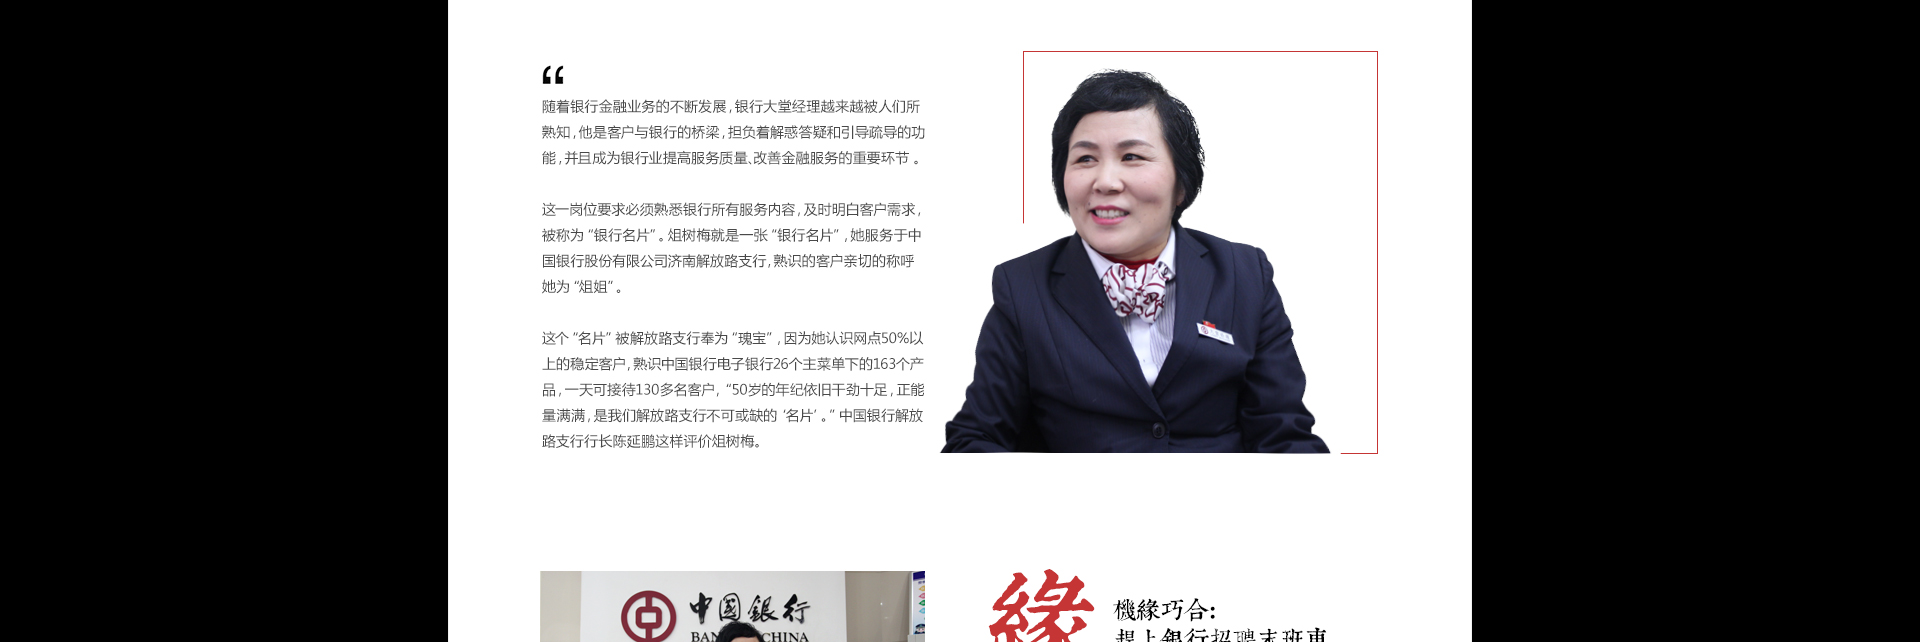 “
随着银行金融业务的不断发展,银行大堂经理越来越被人们所
熟知,他是客户与银行的桥梁,担负着解惑答疑和引导疏导的功
能,并且成为银行业提高服务质量、改善金融服务的重要环节 。
这一岗位要求必须熟悉银行所有服务内容,及时明白客户需求,
被称为“银行名片”。俎树梅就是一张“银行名片”,她服务于中
国银行股份有限公司济南解放路支行,熟识的客户亲切的称呼
她为“俎姐”。
这个“名片”被解放路支行奉为“瑰宝”,因为她认识网点50%以
上的稳定客户,熟识中国银行电子银行26个主菜单下的163个产
品,一天可接待130多名客户,“50岁的年纪依旧干劲十足,正能
量满满,是我们解放路支行不可或缺的‘名片’。”中国银行解放
路支行行长陈延鹏这样评价俎树梅。
中國銀行
CHINA
緣
機緣巧合:
趕上銀行招聘末班車